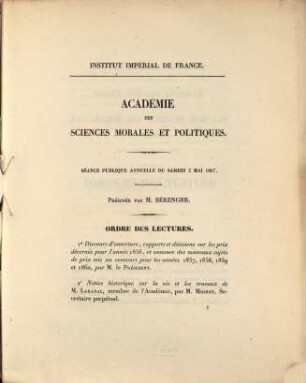 INSTITUT IMPÉRIAL DE FRANCE.
ACADÉMIE
DES
SCIENCES MORALES ET POLITIQUES.
SÉANCE PUBLIQUE ANNUELLE DU SAMEDI 2 MAI 1857.
Présidée par M. BÉRENGER.
ORDRE DES LECTURES.
1° Discours d'ouverture, rapports et décisions sur les prix
décernés pour l'année 1856, et annonce des nouveaux sujets
de prix mis au concours pour les années 1857, 1858, 1859
et 1860, par M. le Président.
2° Notice historique sur la vie et les travaux de
M. Lakanal, membre de l'Académie, par M. Mignet, Se-
crétaire perpétuel.